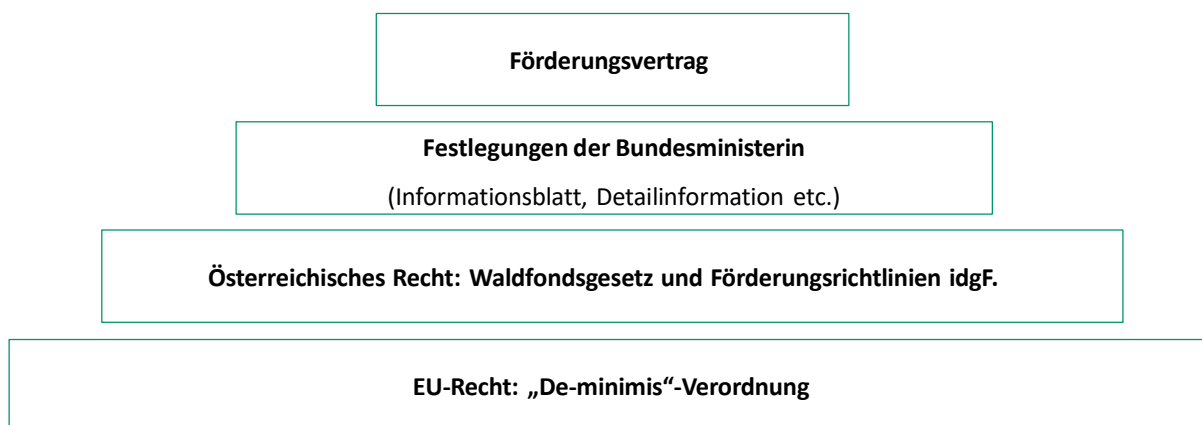 Förderungsvertrag
Festlegungen der Bundesministerin
(Informationsblatt, Detailinformation etc.)
Österreichisches Recht: Waldfondsgesetz und Förderungsrichtlinien idgF.
EU-Recht: „De-minimis“-Verordnung